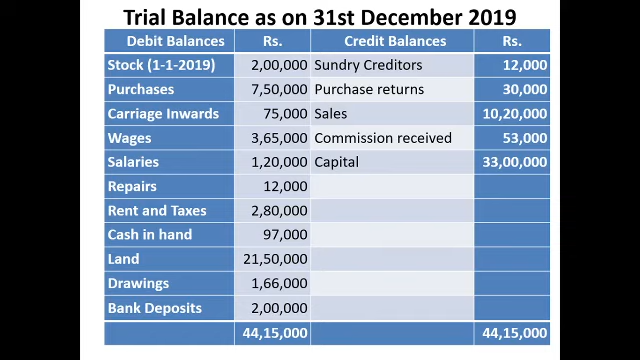 Trial Balance as on 31st December 2019
Debit Balances Rs. Credit Balances Rs.
Stock (1-1-2019) 2,00,000 Sundry Creditors 12,000
Purchases 7,50,000 Purchase returns 30,000
Carriage Inwards 75,000 Sales 10,20,000
Wages 3,65,000 Commission received 53,000
Salaries 1,20,000 Capital 33,00,000
Repairs 12,000
Rent and Taxes 2,80,000
Cash in hand 97,000
Land 21,50,000
Drawings 1,66,000
Bank Deposits 2,00,000
44,15,000 44,15,000